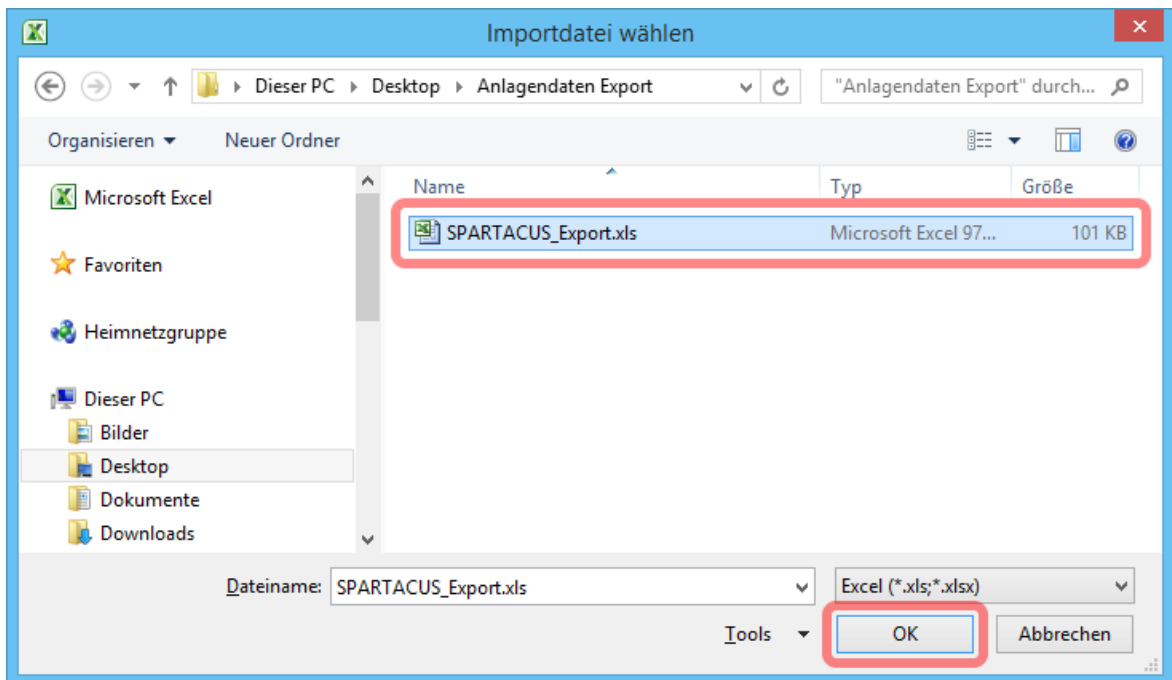 Importdatei wählen
Dieser PC Desktop Anlagendaten Export "Anlagendaten Export" durch...
Organisieren Neuer Ordner
Microsoft Excel
Favoriten
Heimnetzgruppe
Dieser PC
Bilder
Desktop
Dokumente
Downloads
Name Typ Größe
SPARTACUS_Export.xls Microsoft Excel 97... 101 KB
Dateiname: SPARTACUS_Export.xls Excel (*.xls;*.xlsx)
Tools OK Abbrechen